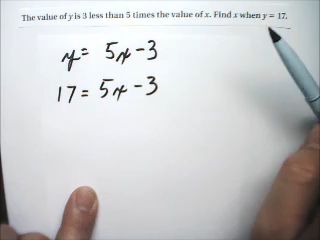 The value of y is 3 less than 5 times the value of x. Find x when y = 17.
y = 5x - 3
17 = 5x - 3